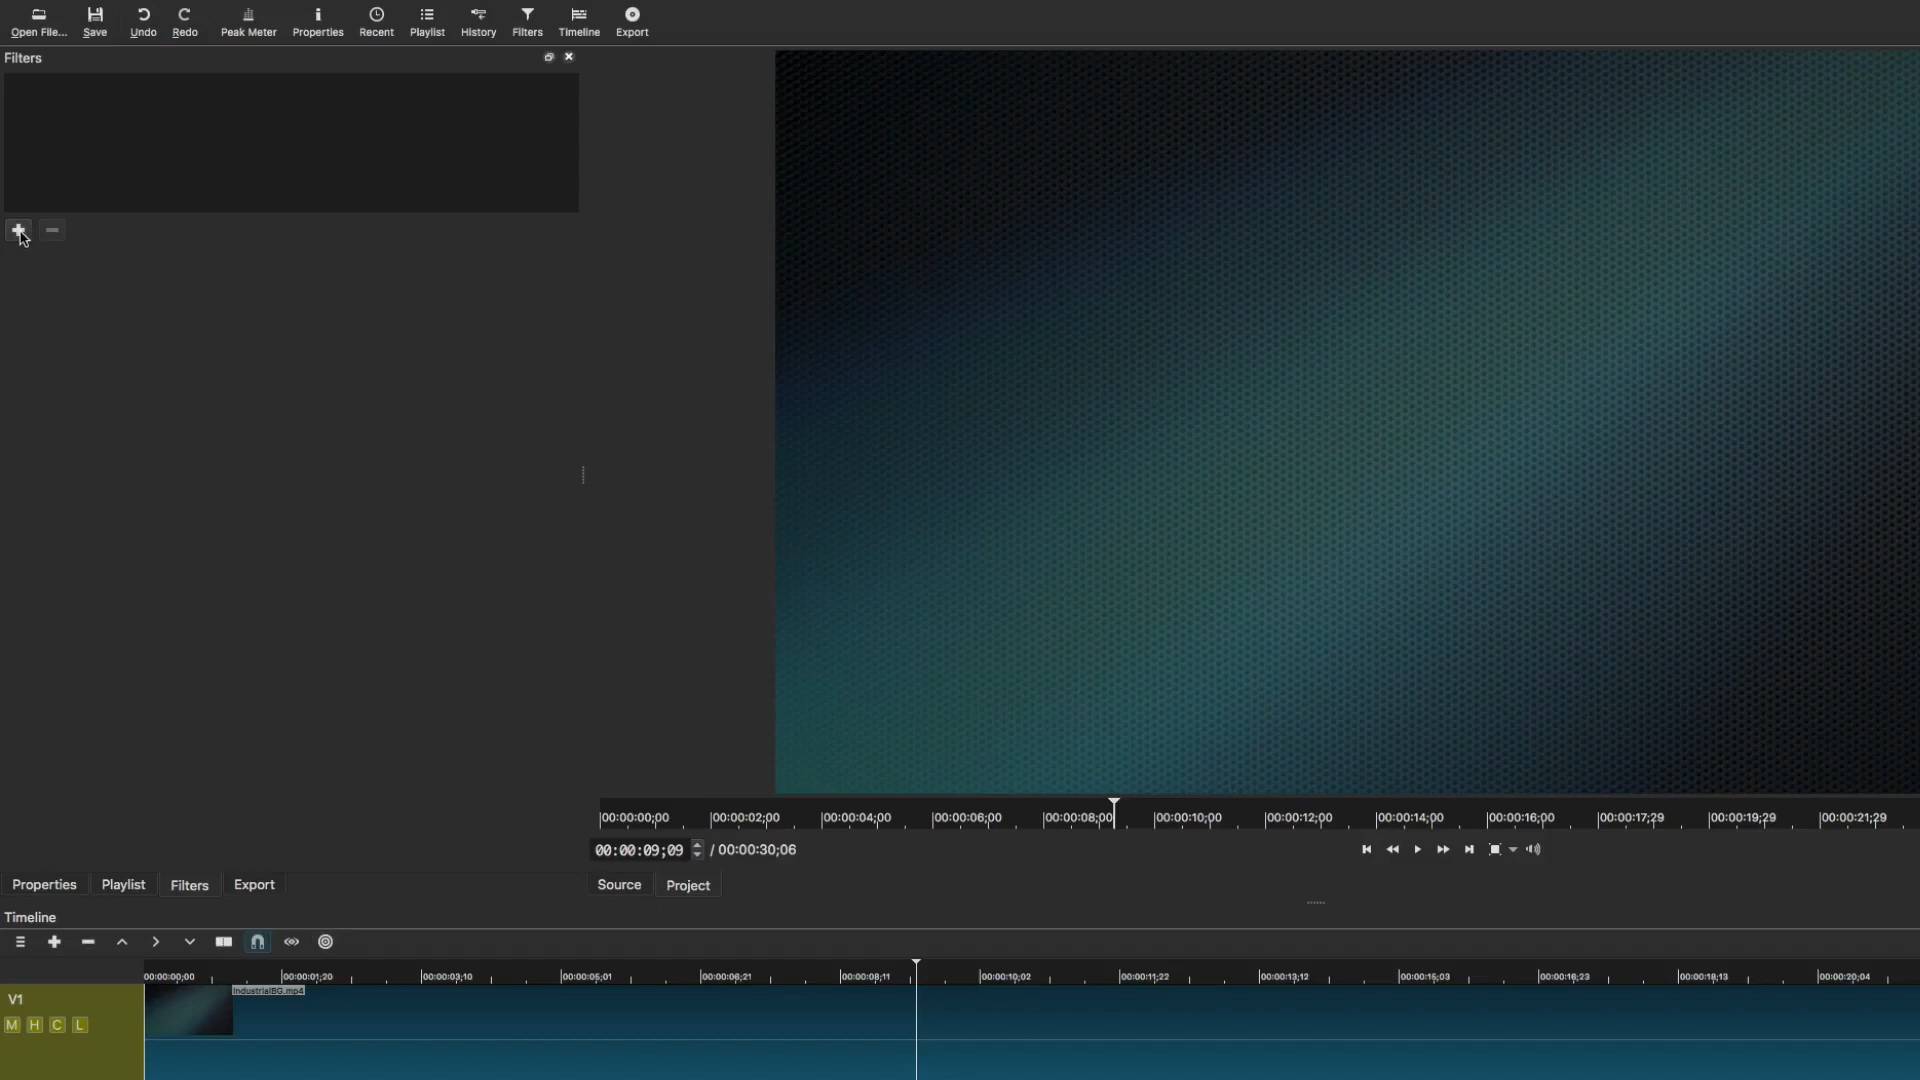 Open File... Save Undo Redo Peak Meter Properties Recent Playlist History Filters Timeline Export
Filters
00:00:00;00 00:00:02;00 00:00:04;00 00:00:06;00 00:00:08;00 00:00:10;00 00:00:12;00 00:00:14;00 00:00:16;00 00:00:17;29 00:00:19;29 00:00:21;29
00:00:09;09 / 00:00:30;06
Properties Playlist Filters Export Source Project
Timeline
00:00:00;00 00:00:01;20 00:00:03;10 00:00:05;01 00:00:06;21 00:00:08;11 00:00:10;02 00:00:11;22 00:00:13;12 00:00:15;03 00:00:16;23 00:00:18;13 00:00:20;04
V1 IndustrialBG.mp4
M H C L